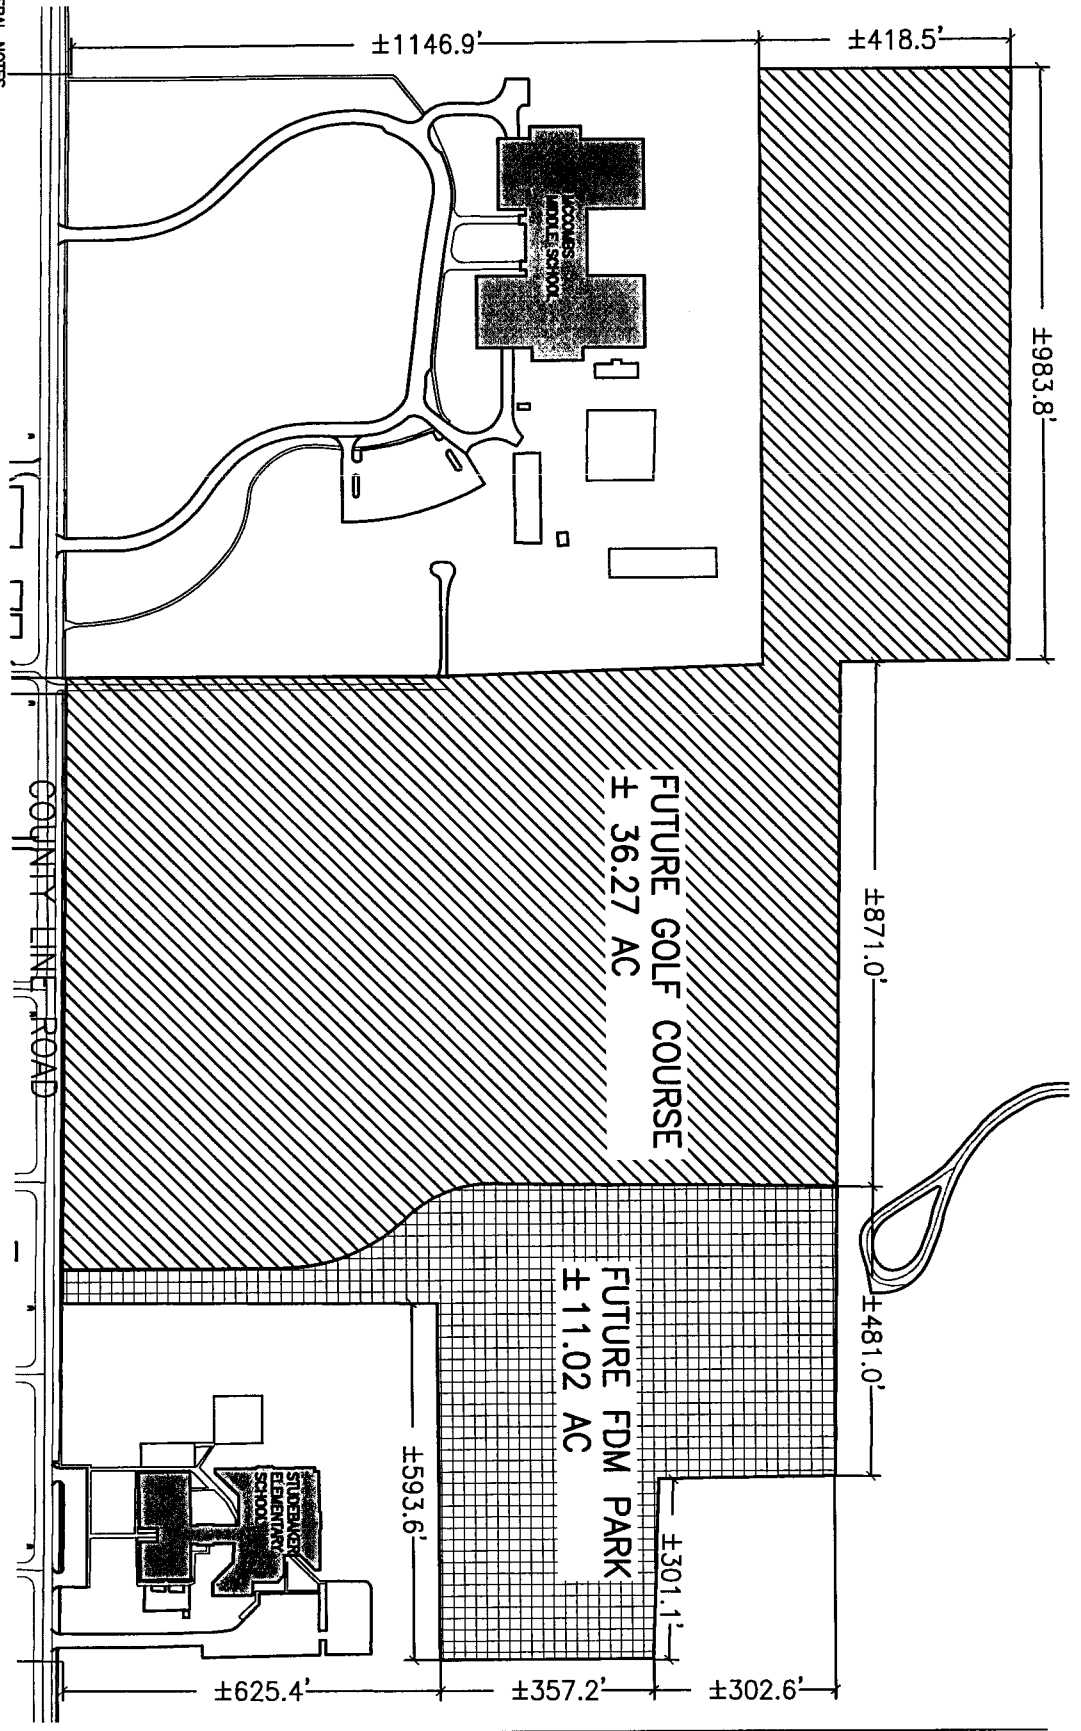 ±1146.9'
±418.5'
±983.8'
MCCOMBS
MIDDLE SCHOOL
±871.0'
FUTURE GOLF COURSE
± 36.27 AC
COUNTY LINE ROAD
±481.0'
FUTURE FDM PARK
±11.02 AC
±593.6'
±301.1'
STUDEBAKER
ELEMENTARY
SCHOOL
±625.4'
±357.2'
±302.6'